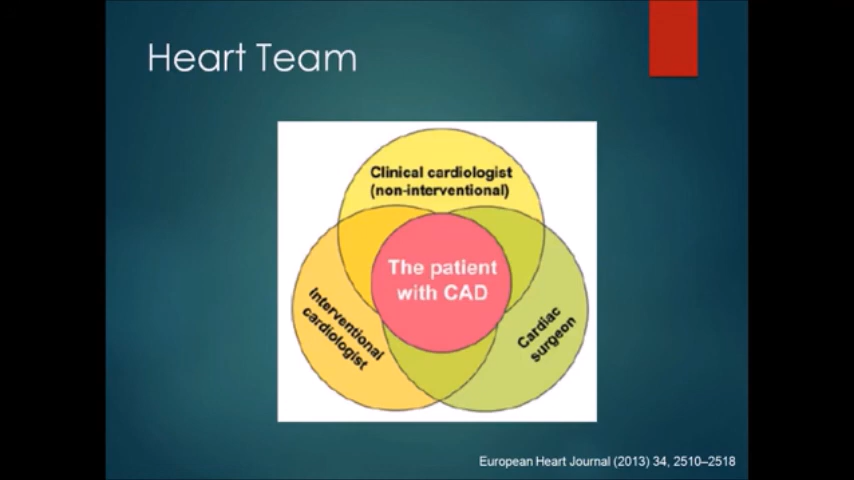 Heart Team
Clinical cardiologist
(non-interventional)
The patient
with CAD
Interventional
cardiologist
Cardiac
surgeon
European Heart Journal (2013) 34, 2510–2518